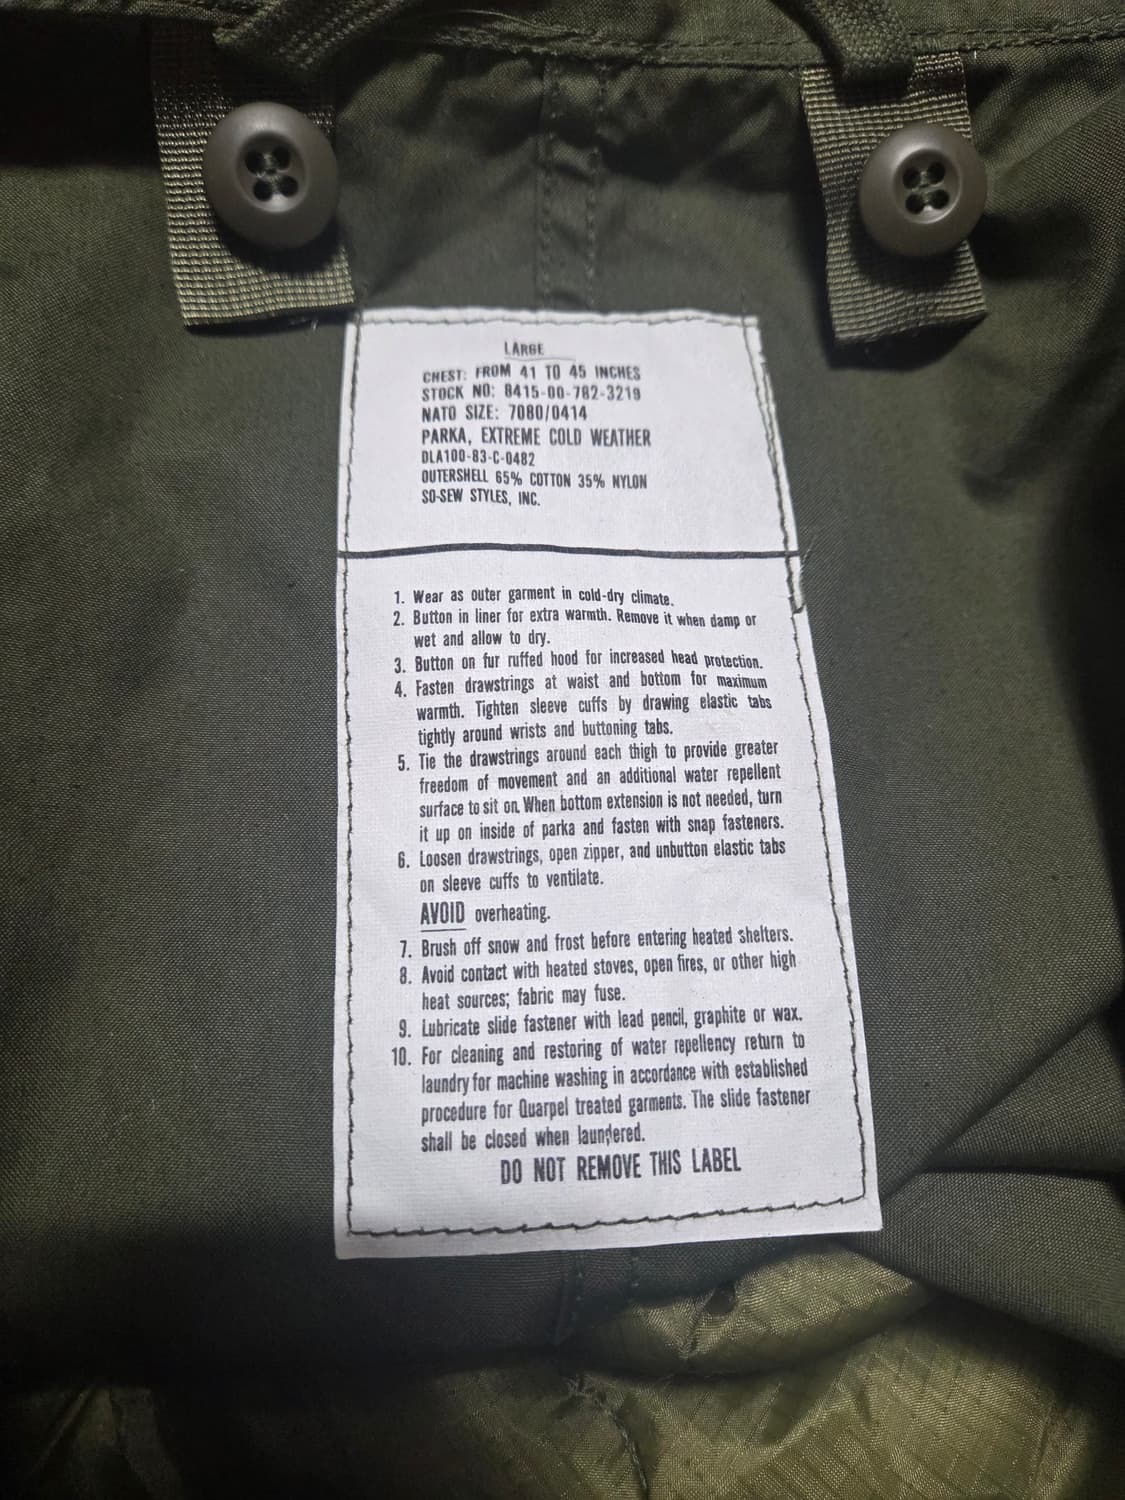 LARGE
CHEST: FROM 41 TO 45 INCHES
STOCK NO: 8415-00-782-3219
NATO SIZE: 7080/0414
PARKA, EXTREME COLD WEATHER
DLA100-83-C-0482
OUTERSHELL 65% COTTON 35% NYLON
SO-SEW STYLES, INC.
1. Wear as outer garment in cold-dry climate.
2. Button in liner for extra warmth. Remove it when damp or
wet and allow to dry.
3. Button on fur ruffed hood for increased head protection.
4. Fasten drawstrings at waist and bottom for maximum
warmth. Tighten sleeve cuffs by drawing elastic tabs
tightly around wrists and buttoning tabs.
5. Tie the drawstrings around each thigh to provide greater
freedom of movement and an additional water repellent
surface to sit on. When bottom extension is not needed, turn
it up on inside of parka and fasten with snap fasteners.
6. Loosen drawstrings, open zipper, and unbutton elastic tabs
on sleeve cuffs to ventilate.
AVOID overheating.
7. Brush off snow and frost before entering heated shelters.
8. Avoid contact with heated stoves, open fires, or other high
heat sources; fabric may fuse.
9. Lubricate slide fastener with lead pencil, graphite or wax.
10. For cleaning and restoring of water repellency return to
laundry for machine washing in accordance with established
procedure for Quarpel treated garments. The slide fastener
shall be closed when laundered.
DO NOT REMOVE THIS LABEL